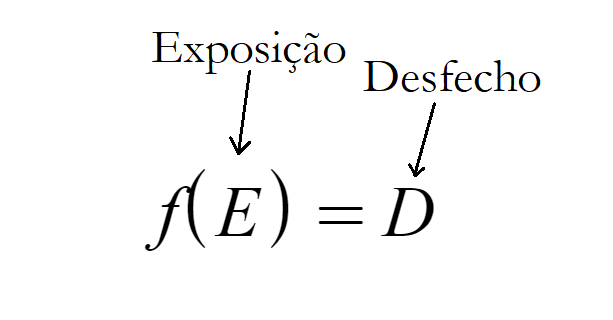 Exposição
Desfecho
f(E) = D